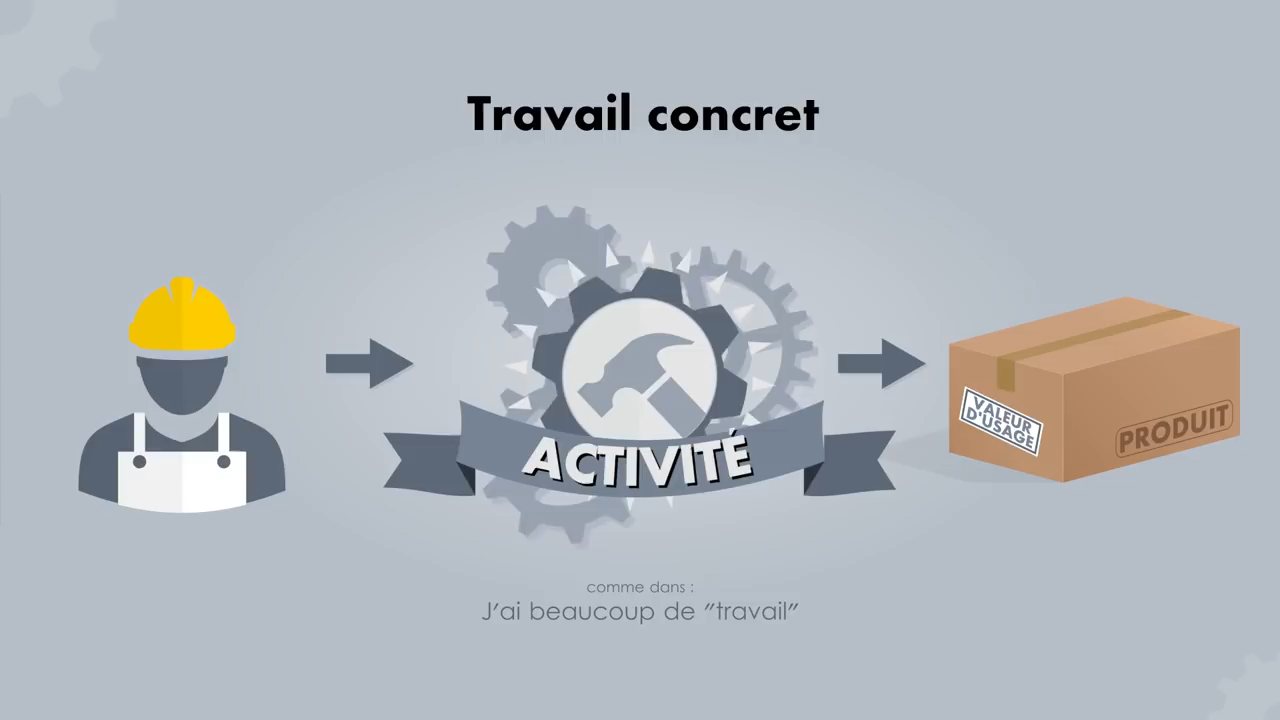 Travail concret
ACTIVITÉ
VALEUR
D'USAGE
PRODUIT
comme dans :
J'ai beaucoup de "travail"